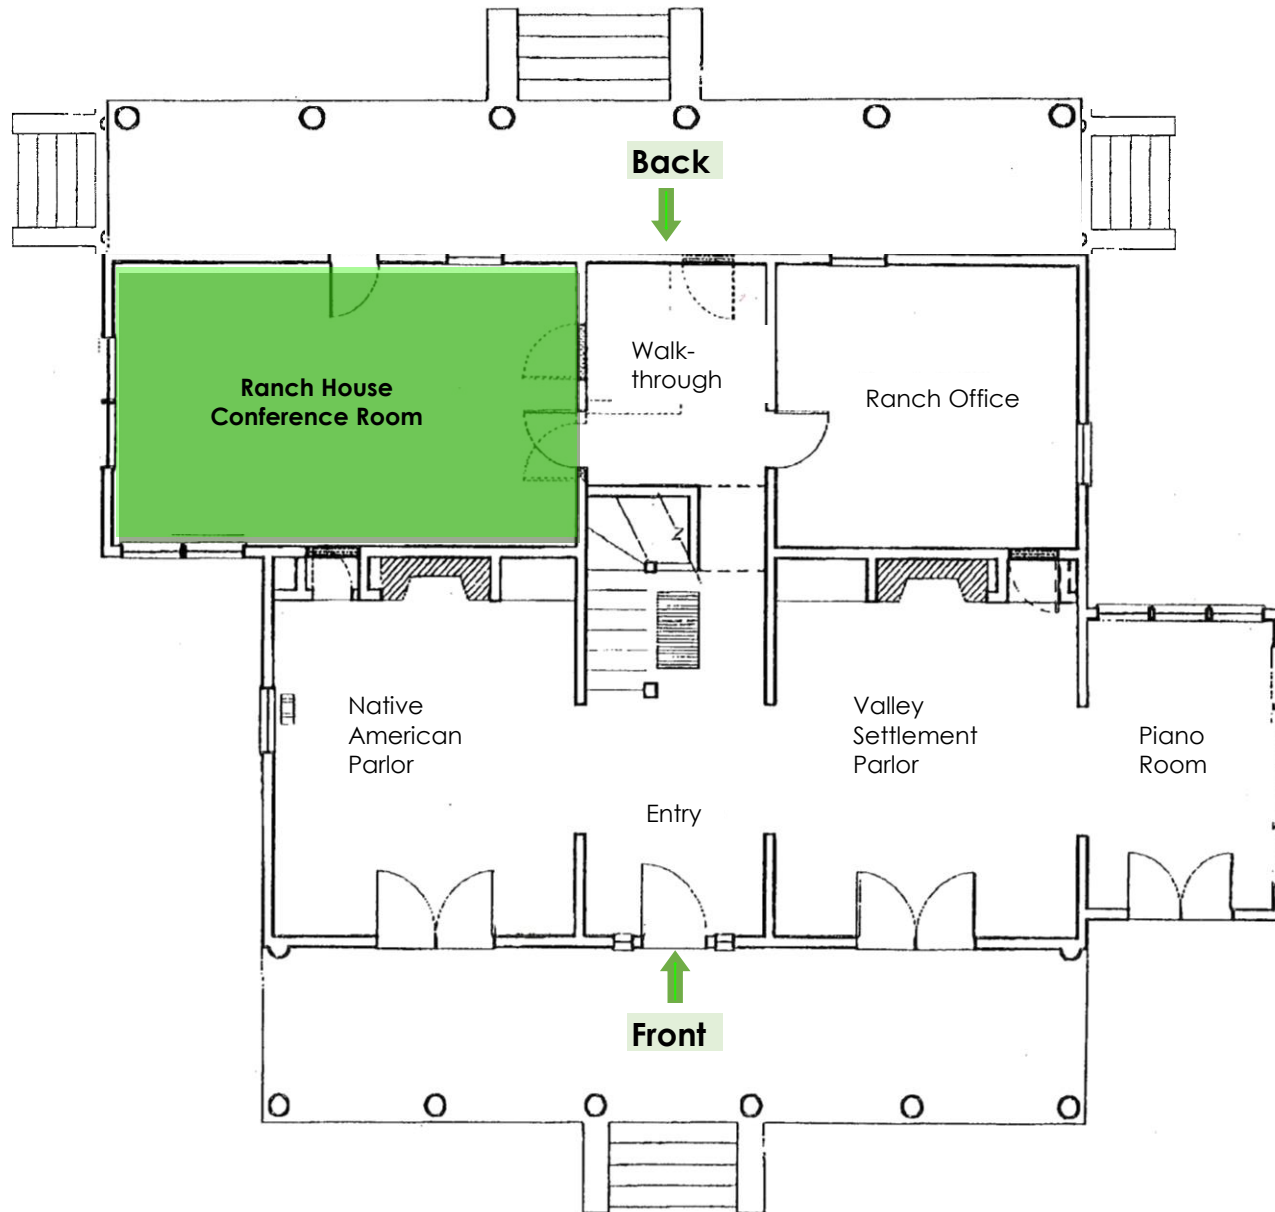 Back
Ranch House
Conference Room
Walk-
through
Ranch Office
Native
American
Parlor
Valley
Settlement
Parlor
Piano
Room
Entry
Front